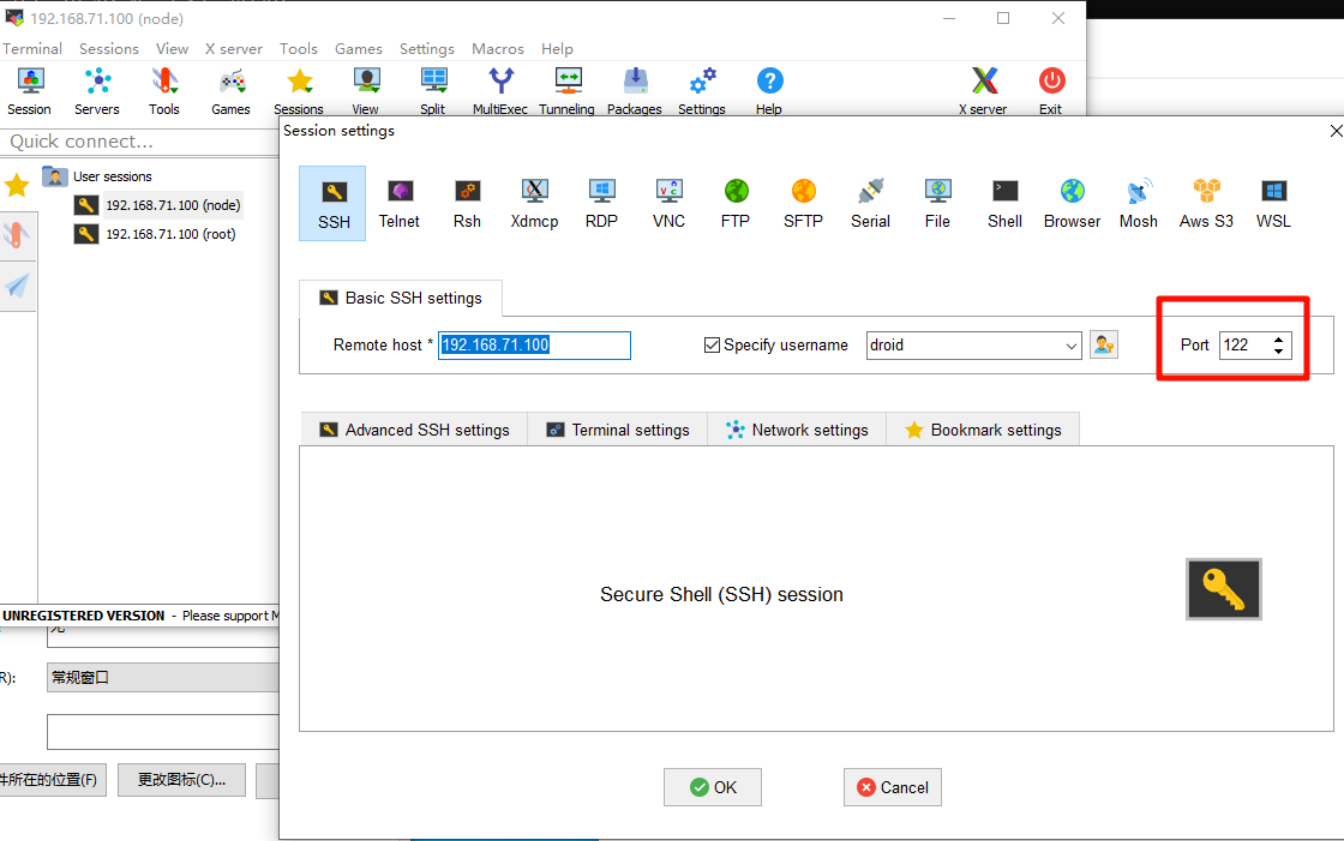 192.168.71.100 (node)
Terminal Sessions View X server Tools Games Settings Macros Help
Session Servers Tools Games Sessions View Split MultiExec Tunneling Packages Settings Help X server Exit
Quick connect...
User sessions
192.168.71.100 (node)
192.168.71.100 (root)
Session settings
SSH Telnet Rsh Xdmcp RDP VNC FTP SFTP Serial File Shell Browser Mosh Aws S3 WSL
Basic SSH settings
Remote host * 192.168.71.100 Specify username droid Port 122
Advanced SSH settings Terminal settings Network settings Bookmark settings
Secure Shell (SSH) session
UNREGISTERED VERSION - Please support M
R): 常规窗口
件所在的位置(F) 更改图标(C)...
OK Cancel